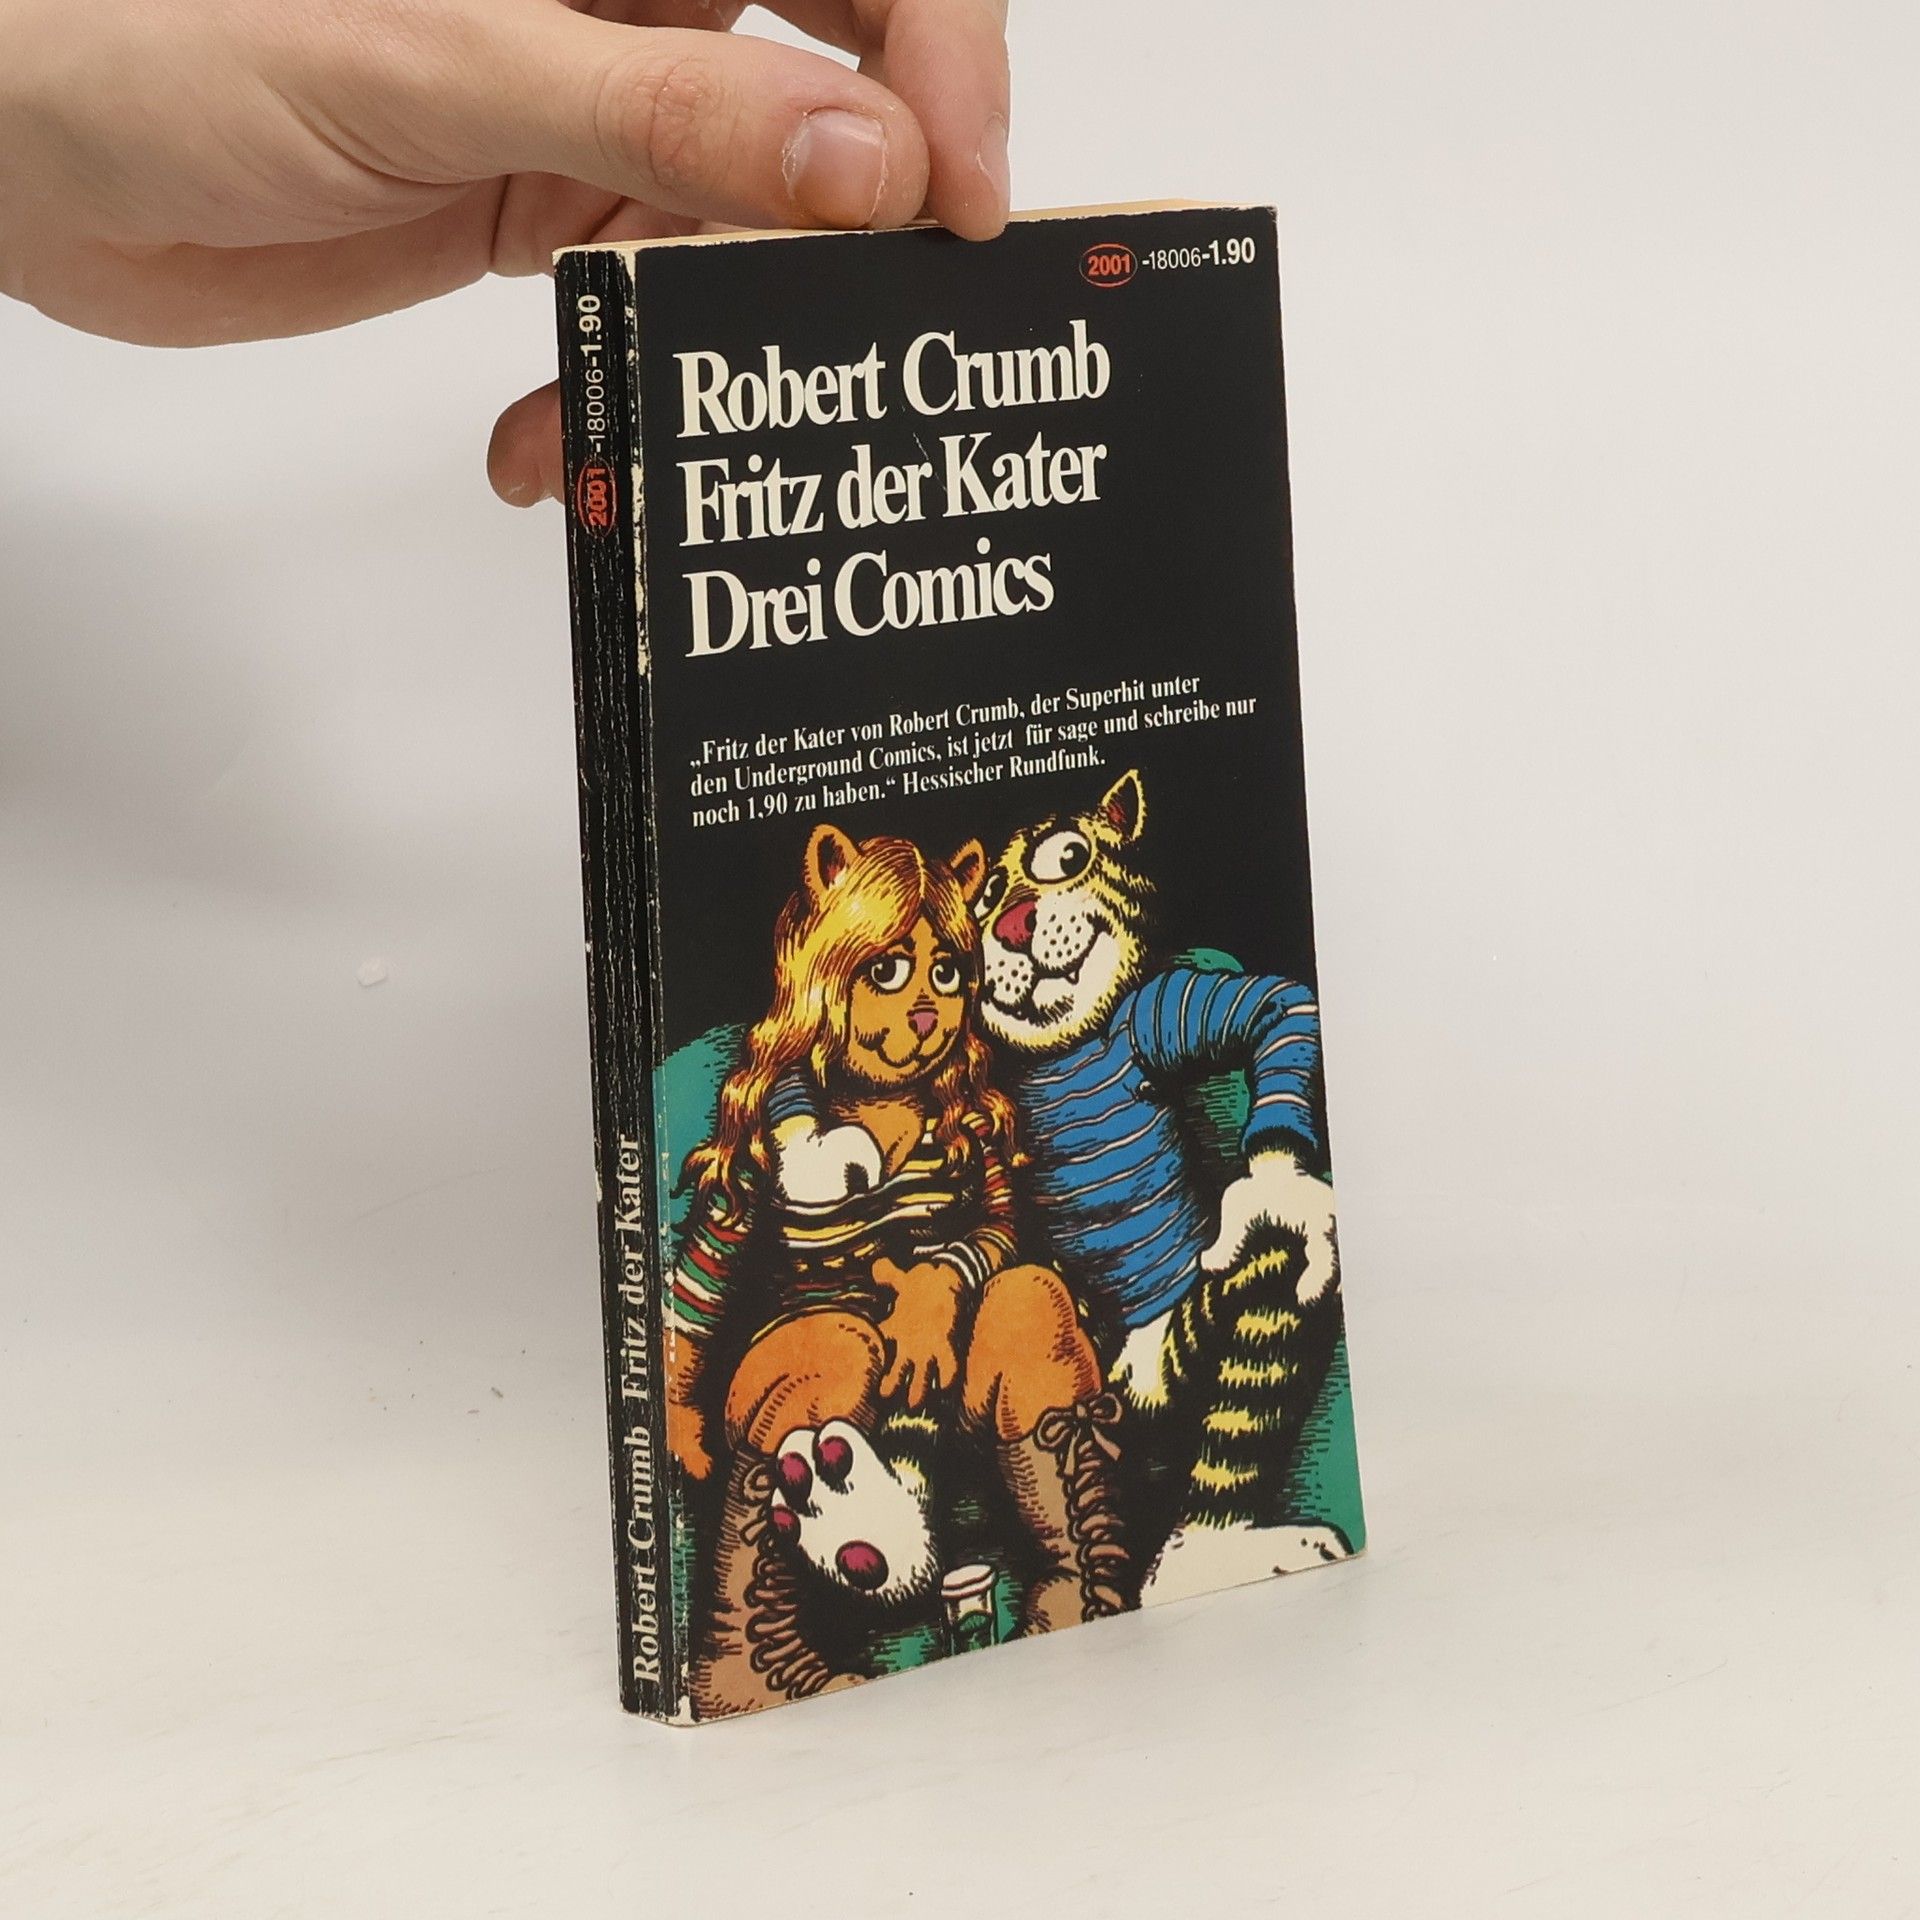 2001 -18006-1.90
Robert Crumb
Fritz der Kater
Drei Comics
„Fritz der Kater von Robert Crumb, der Superhit unter
den Underground Comics, ist jetzt für sage und schreibe nur
noch 1,90 zu haben.“ Hessischer Rundfunk.
Robert Crumb Fritz der Kater 2001 -18006-1.90